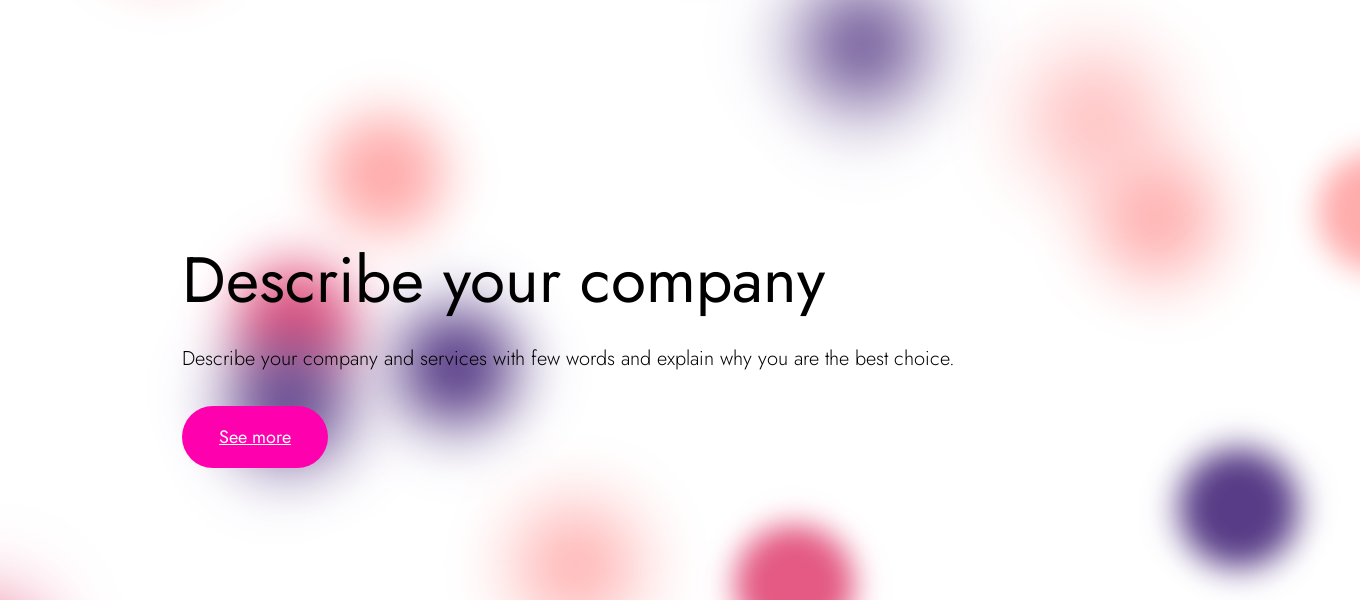 Describe your company
Describe your company and services with few words and explain why you are the best choice.
See more